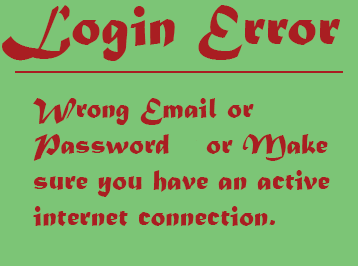 Login Error
Wrong Email or
Password or Make
sure you have an active
internet connection.